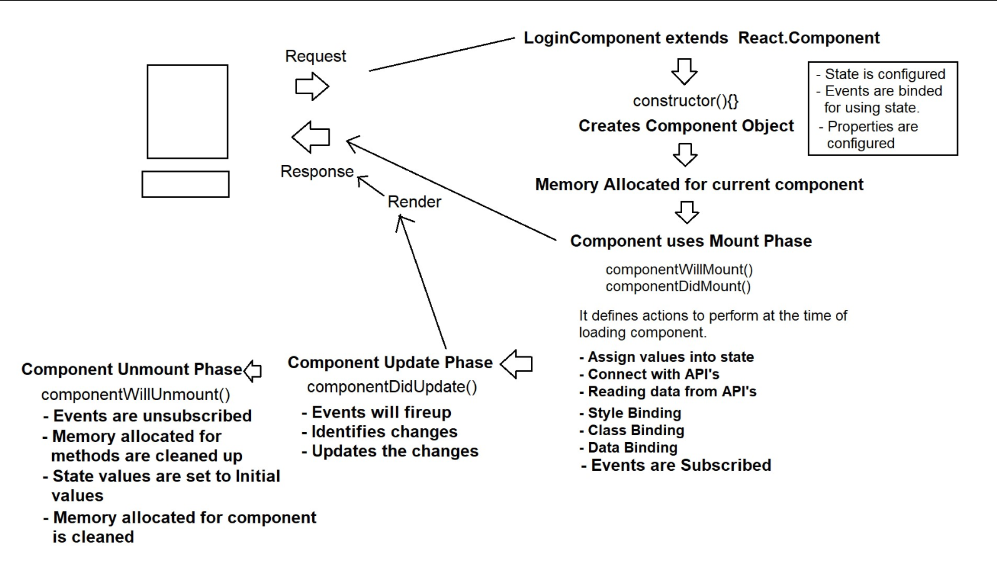 LoginComponent extends React.Component
Request
- State is configured
- Events are binded
for using state.
- Properties are
configured
constructor(){}
Creates Component Object
Response
Render
Memory Allocated for current component
Component uses Mount Phase
componentWillMount()
componentDidMount()
It defines actions to perform at the time of
loading component.
- Assign values into state
- Connect with API's
- Reading data from API's
- Style Binding
- Class Binding
- Data Binding
- Events are Subscribed
Component Update Phase
componentDidUpdate()
- Events will fireup
- Identifies changes
- Updates the changes
Component Unmount Phase
componentWillUnmount()
- Events are unsubscribed
- Memory allocated for
methods are cleaned up
- State values are set to Initial
values
- Memory allocated for component
is cleaned